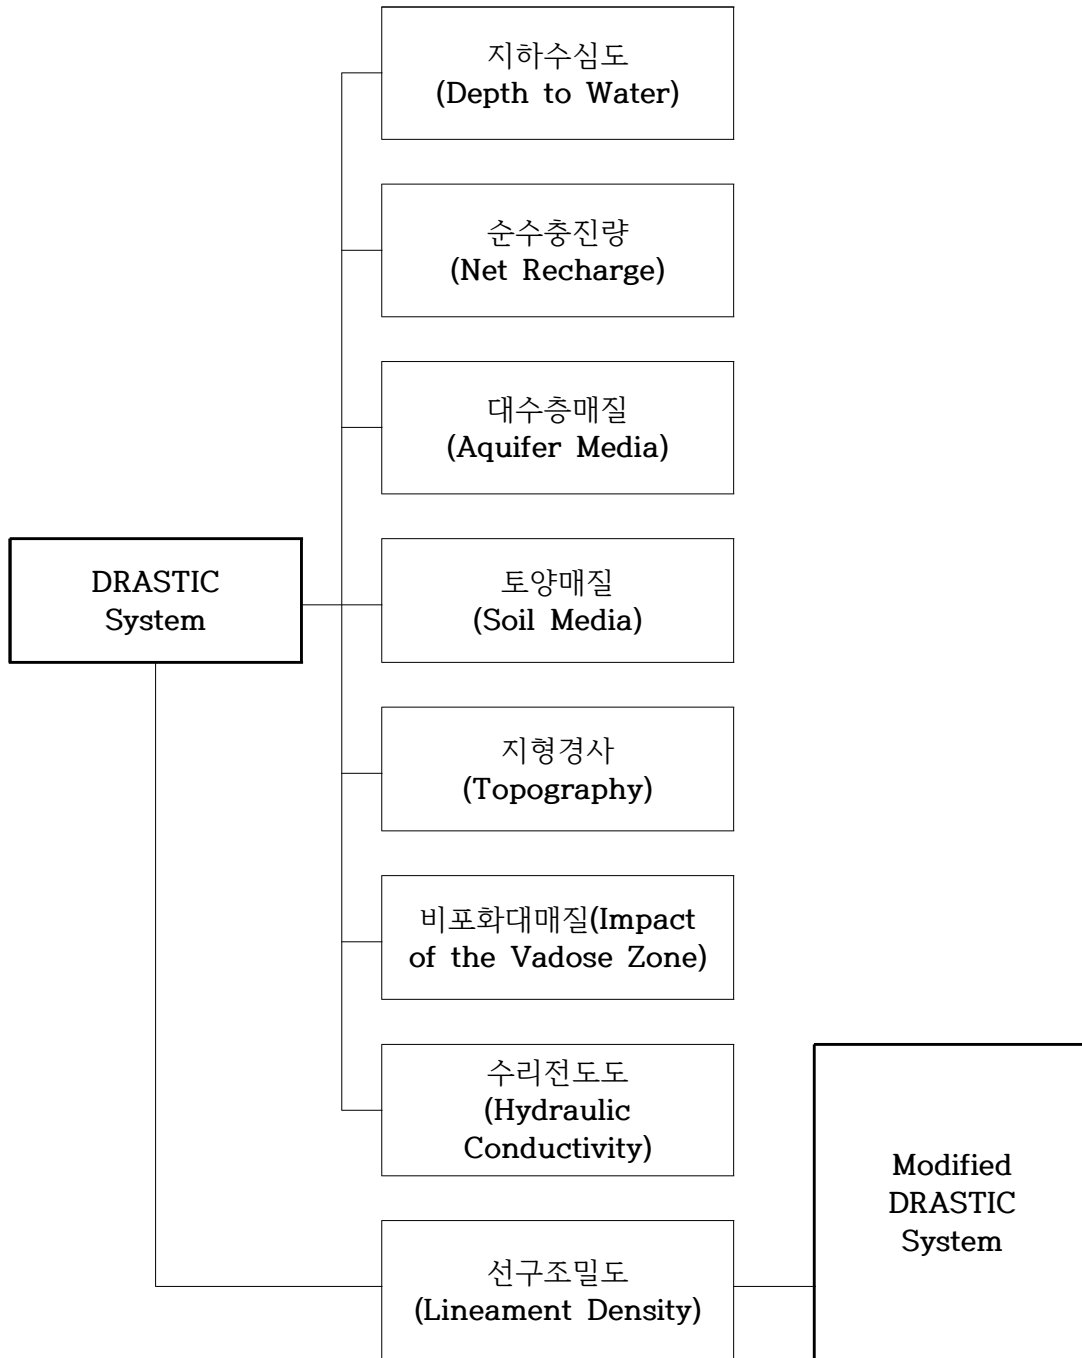 지하수심도
(Depth to Water)
순수충진량
(Net Recharge)
대수층매질
(Aquifer Media)
DRASTIC
System
토양매질
(Soil Media)
지형경사
(Topography)
비포화대매질(Impact
of the Vadose Zone)
수리전도도
(Hydraulic
Conductivity)
Modified
DRASTIC
System
선구조밀도
(Lineament Density)